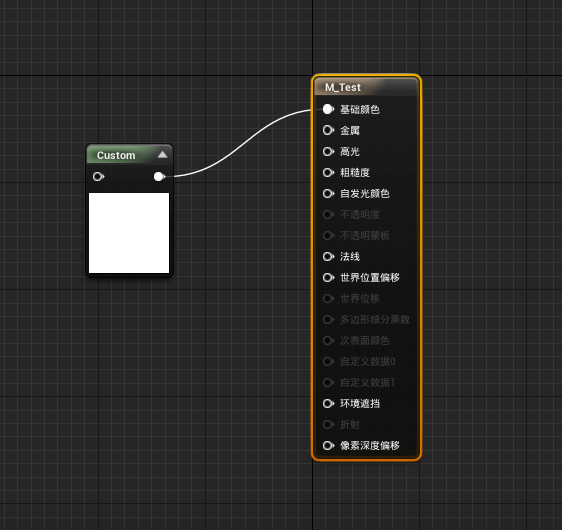 Custom
M_Test
基础颜色
金属
高光
粗糙度
自发光颜色
不透明度
不透明蒙板
法线
世界位置偏移
世界位移
多边形细分乘数
次表面颜色
自定义数据0
自定义数据1
环境遮挡
折射
像素深度偏移